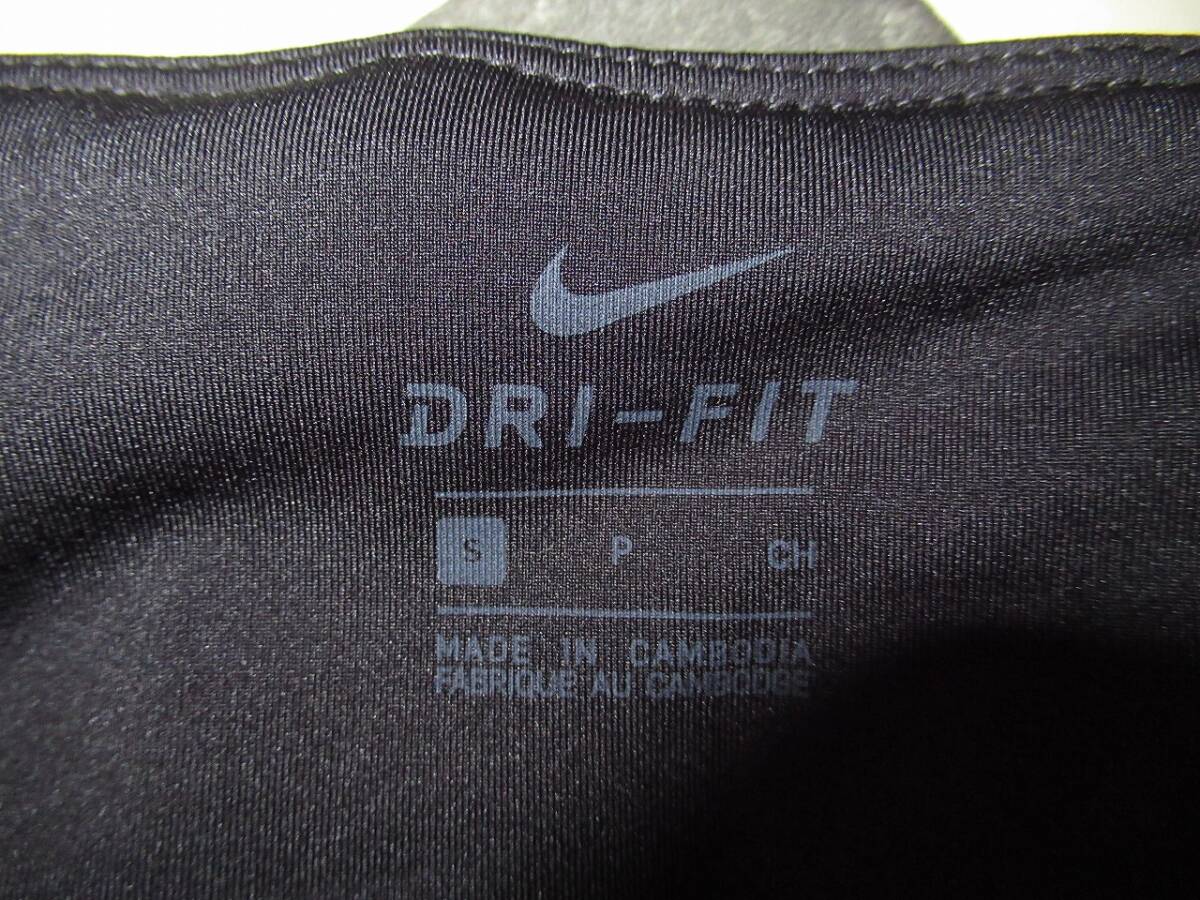 DRI-FIT
S P CH
MADE IN CAMBODIA
FABRIQUE AU CAMBODGE